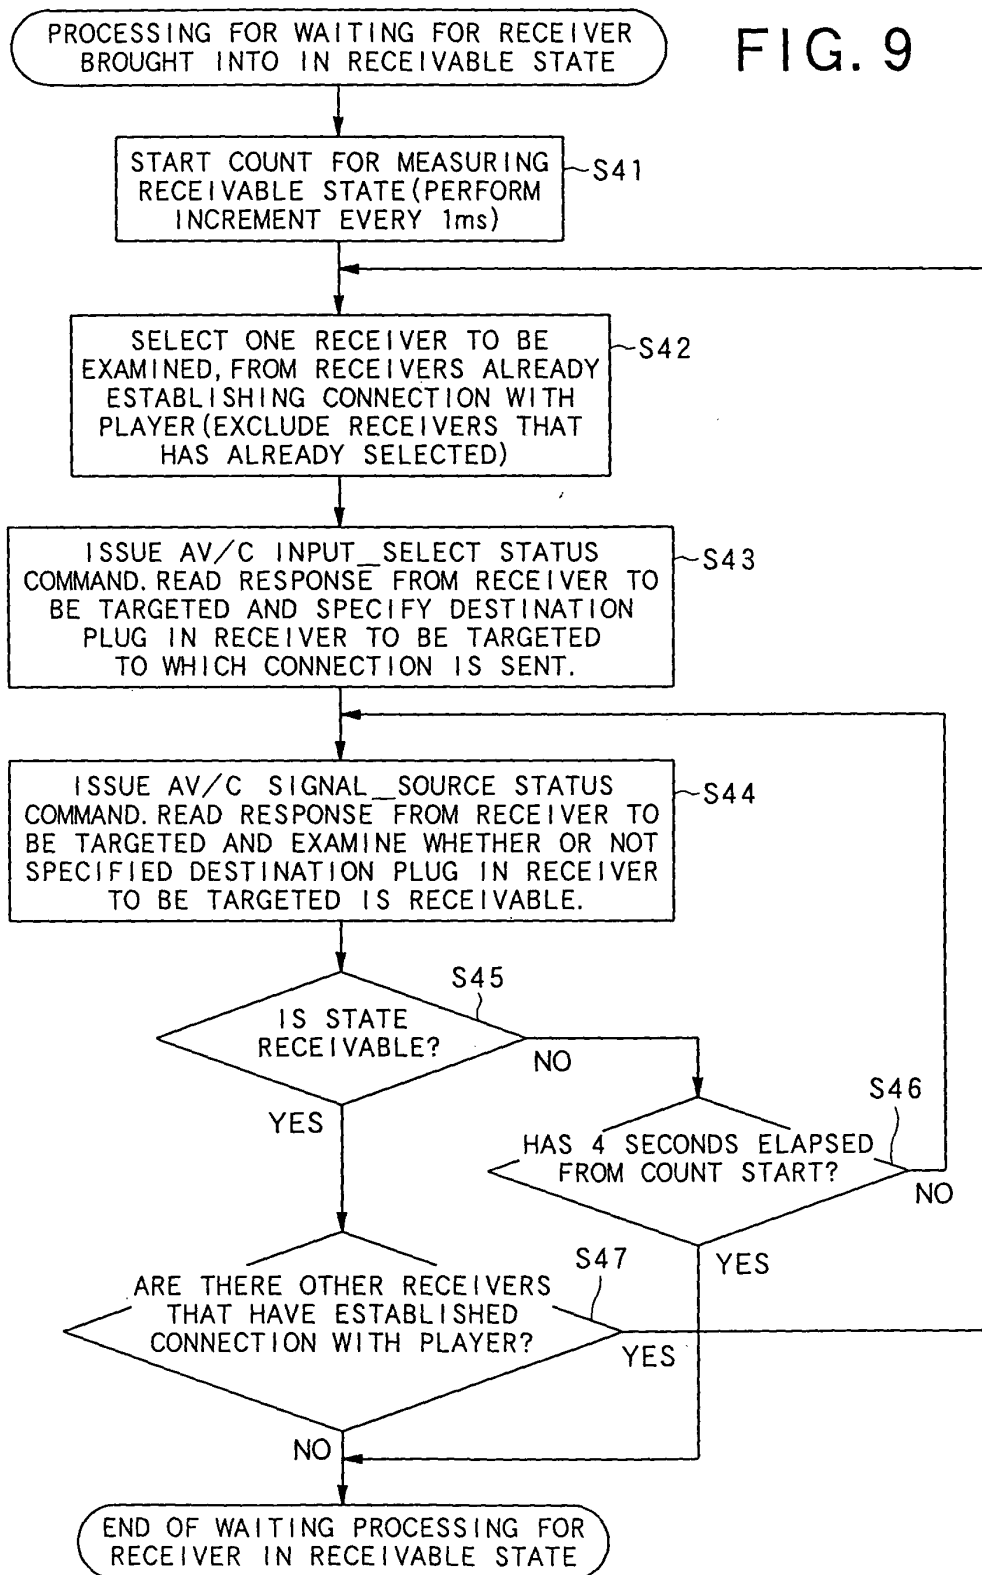 PROCESSING FOR WAITING FOR RECEIVER
BROUGHT INTO IN RECEIVABLE STATE
FIG. 9
START COUNT FOR MEASURING
RECEIVABLE STATE(PERFORM
INCREMENT EVERY 1ms)
S41
SELECT ONE RECEIVER TO BE
EXAMINED, FROM RECEIVERS ALREADY
ESTABLISHING CONNECTION WITH
PLAYER(EXCLUDE RECEIVERS THAT
HAS ALREADY SELECTED)
S42
ISSUE AV/C INPUT_SELECT STATUS
COMMAND. READ RESPONSE FROM RECEIVER TO
BE TARGETED AND SPECIFY DESTINATION
PLUG IN RECEIVER TO BE TARGETED
TO WHICH CONNECTION IS SENT.
S43
ISSUE AV/C SIGNAL_SOURCE STATUS
COMMAND. READ RESPONSE FROM RECEIVER TO
BE TARGETED AND EXAMINE WHETHER OR NOT
SPECIFIED DESTINATION PLUG IN RECEIVER
TO BE TARGETED IS RECEIVABLE.
S44
IS STATE
RECEIVABLE?
S45
NO
YES
HAS 4 SECONDS ELAPSED
FROM COUNT START?
S46
NO
YES
ARE THERE OTHER RECEIVERS
THAT HAVE ESTABLISHED
CONNECTION WITH PLAYER?
S47
YES
NO
END OF WAITING PROCESSING FOR
RECEIVER IN RECEIVABLE STATE